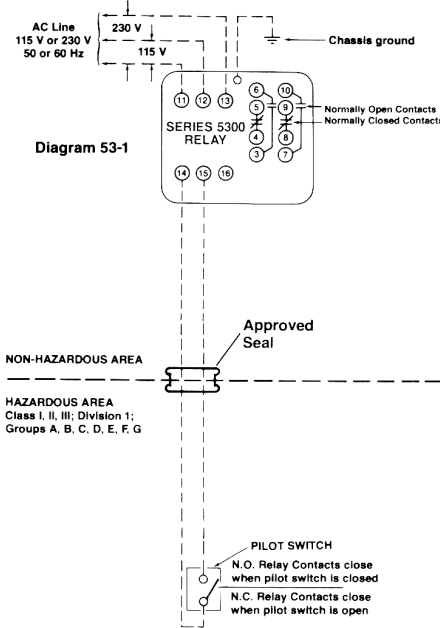 AC Line
115 V or 230 V
50 or 60 Hz
230 V
115 V
Chassis ground
11 12 13
6 10
5 9
4 8
3 7
Normally Open Contacts
Normally Closed Contacts
SERIES 5300
RELAY
Diagram 53-1
14 15 16
Approved
Seal
NON-HAZARDOUS AREA
HAZARDOUS AREA
Class I, II, III; Division 1;
Groups A, B, C, D, E, F, G
PILOT SWITCH
N.O. Relay Contacts close
when pilot switch is closed
N.C. Relay Contacts close
when pilot switch is open